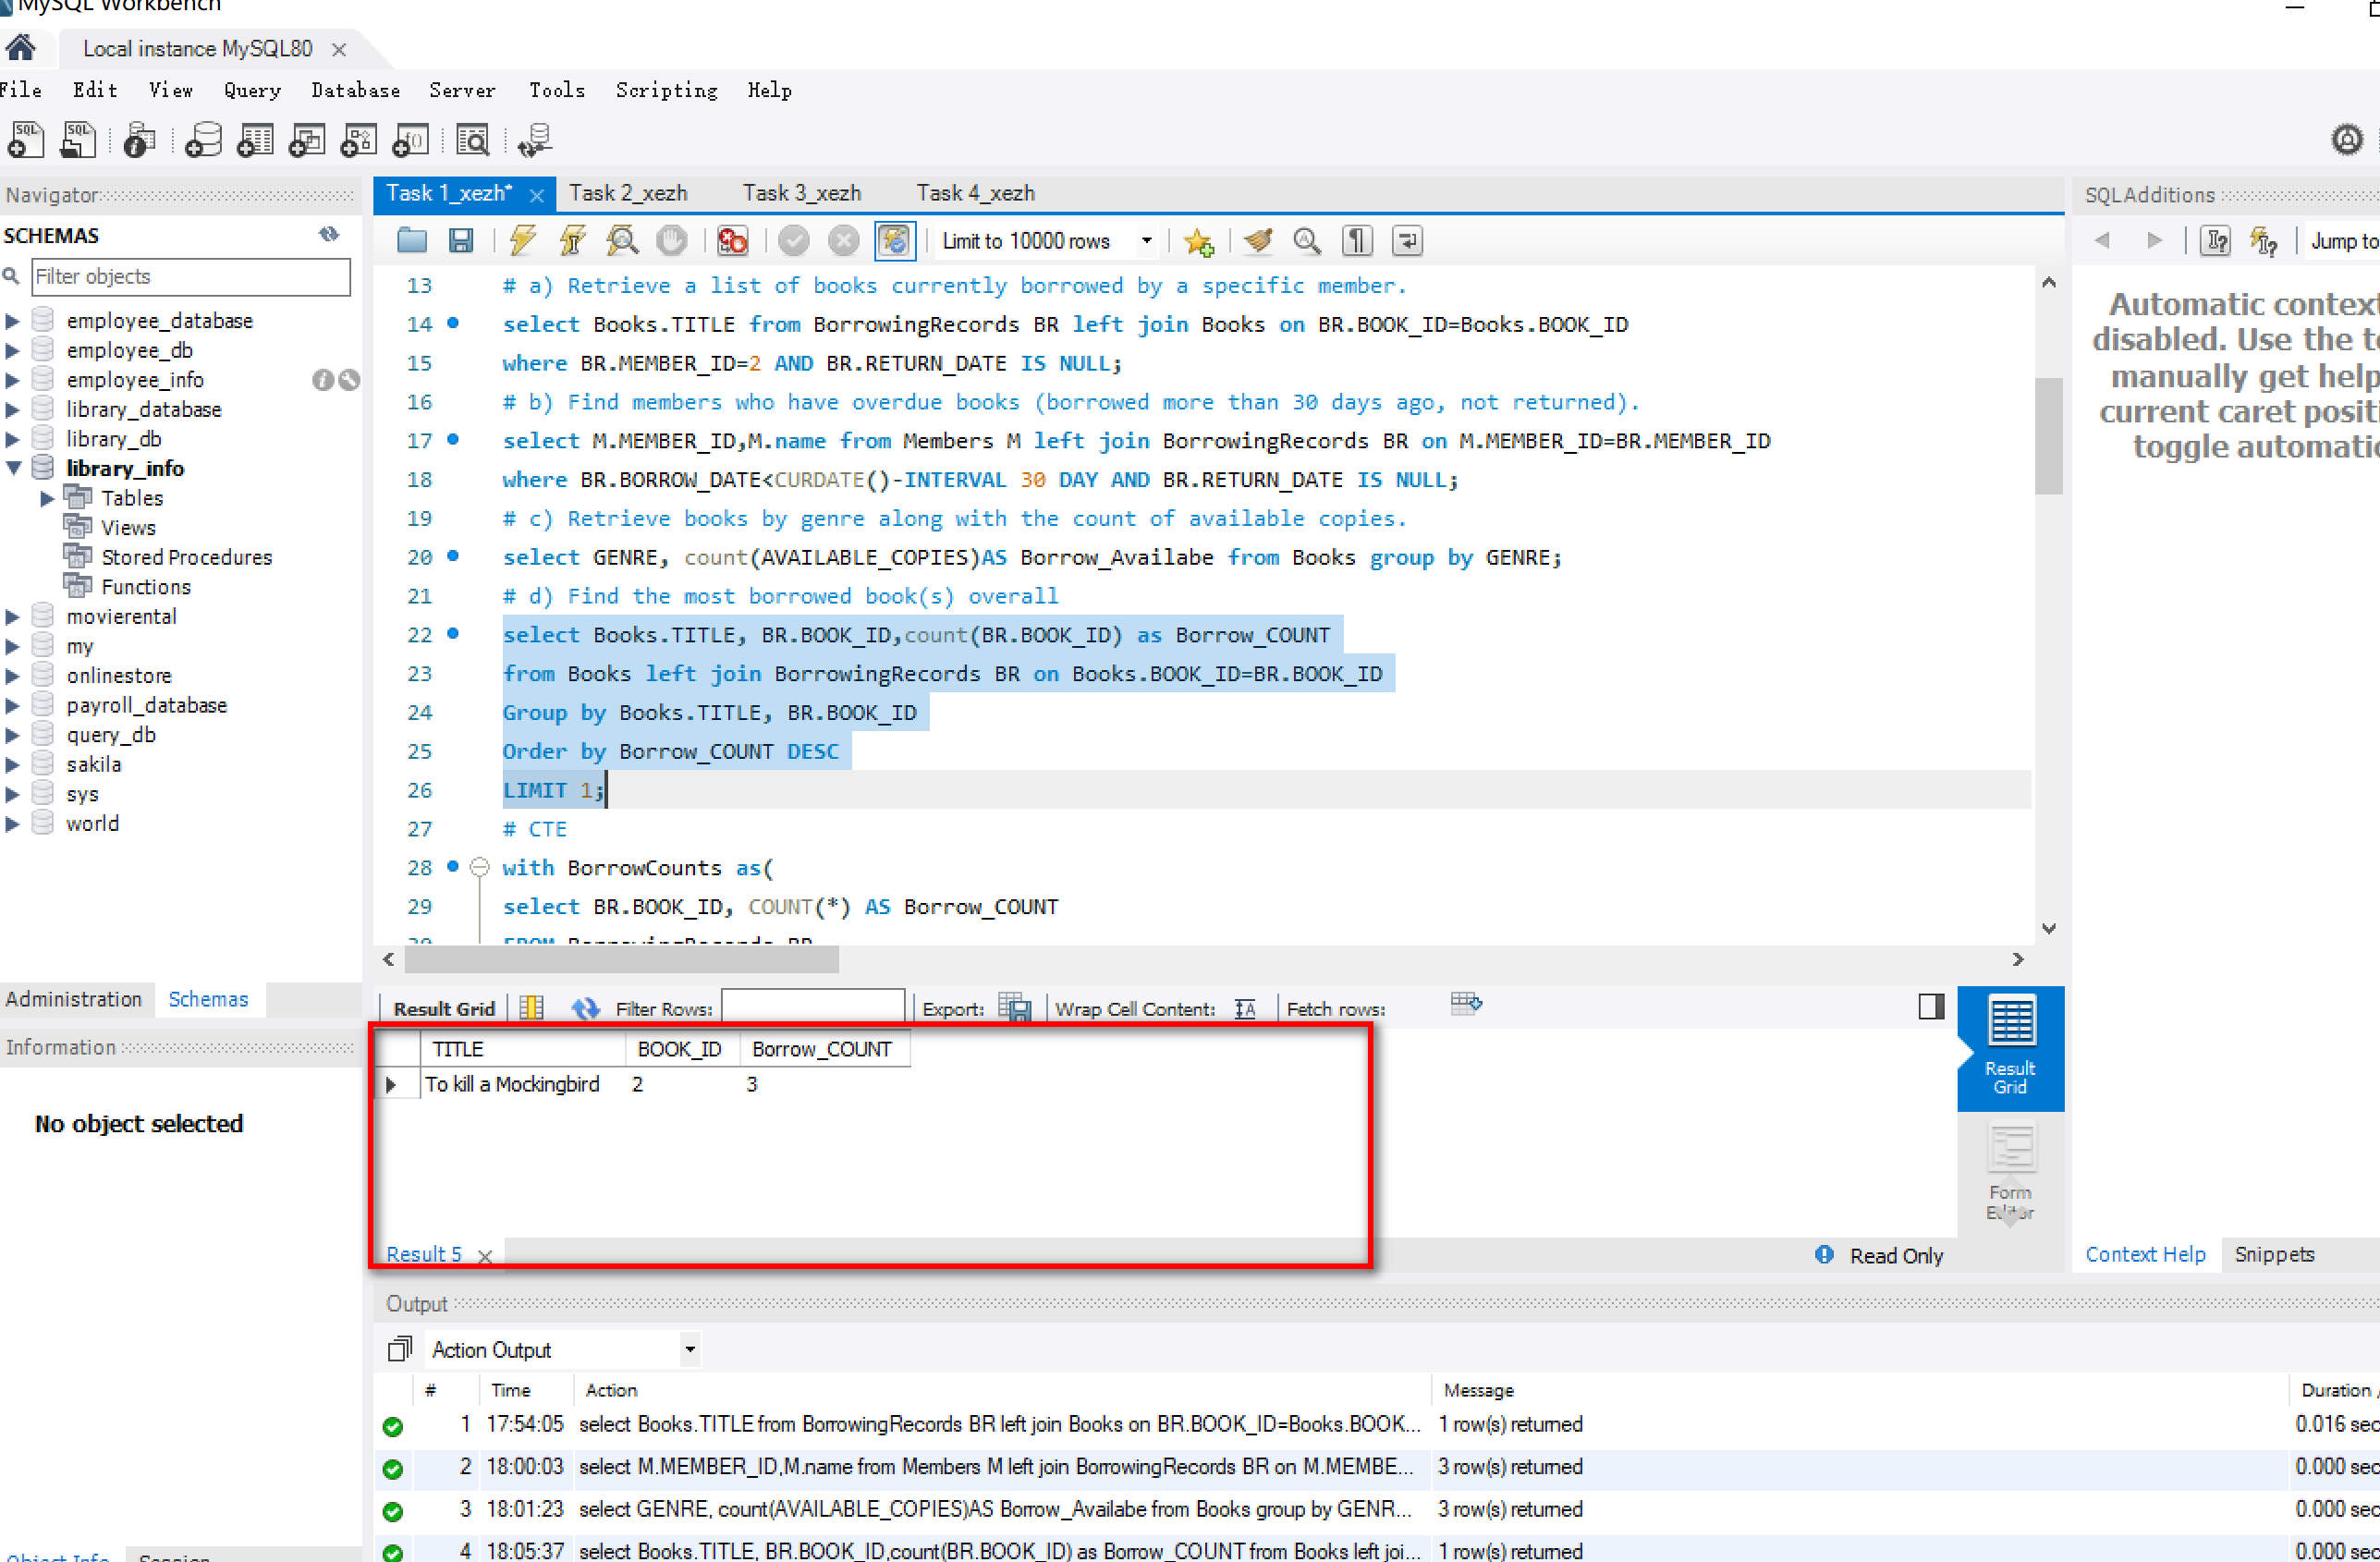 MySQL Workbench
Local instance MySQL80
File Edit View Query Database Server Tools Scripting Help
Navigator
SCHEMAS
Filter objects
employee_database
employee_db
employee_info
library_database
library_db
library_info
Tables
Views
Stored Procedures
Functions
movierental
my
onlinestore
payroll_database
query_db
sakila
sys
world
Administration Schemas
Information
No object selected
Object Info Session
Task 1_xezh* Task 2_xezh Task 3_xezh Task 4_xezh
Limit to 10000 rows
13 # a) Retrieve a list of books currently borrowed by a specific member.
14 select Books.TITLE from BorrowingRecords BR left join Books on BR.BOOK_ID=Books.BOOK_ID
15 where BR.MEMBER_ID=2 AND BR.RETURN_DATE IS NULL;
16 # b) Find members who have overdue books (borrowed more than 30 days ago, not returned).
17 select M.MEMBER_ID,M.name from Members M left join BorrowingRecords BR on M.MEMBER_ID=BR.MEMBER_ID
18 where BR.BORROW_DATE<CURDATE()-INTERVAL 30 DAY AND BR.RETURN_DATE IS NULL;
19 # c) Retrieve books by genre along with the count of available copies.
20 select GENRE, count(AVAILABLE_COPIES)AS Borrow_Availabe from Books group by GENRE;
21 # d) Find the most borrowed book(s) overall
22 select Books.TITLE, BR.BOOK_ID,count(BR.BOOK_ID) as Borrow_COUNT
23 from Books left join BorrowingRecords BR on Books.BOOK_ID=BR.BOOK_ID
24 Group by Books.TITLE, BR.BOOK_ID
25 Order by Borrow_COUNT DESC
26 LIMIT 1;
27 # CTE
28 with BorrowCounts as(
29 select BR.BOOK_ID, COUNT(*) AS Borrow_COUNT
30 FROM BorrowingRecords BR
Result Grid Filter Rows: Export: Wrap Cell Content: Fetch rows:
TITLE BOOK_ID Borrow_COUNT
To kill a Mockingbird 2 3
Result 5
Read Only
Result
Grid
Form
Editor
SQLAdditions
Jump to
Automatic context
disabled. Use the
manually get help
current caret
toggle
Context Help Snippets
Output
Action Output
# Time Action Message Duration
1 17:54:05 select Books.TITLE from BorrowingRecords BR left join Books on BR.BOOK_ID=Books.BOOK... 1 row(s) returned 0.016 sec
2 18:00:03 select M.MEMBER_ID,M.name from Members M left join BorrowingRecords BR on M.MEMBE... 3 row(s) returned 0.000 sec
3 18:01:23 select GENRE, count(AVAILABLE_COPIES)AS Borrow_Availabe from Books group by GENR... 3 row(s) returned 0.000 sec
4 18:05:37 select Books.TITLE, BR.BOOK_ID,count(BR.BOOK_ID) as Borrow_COUNT from Books left joi... 1 row(s) returned 0.000 sec